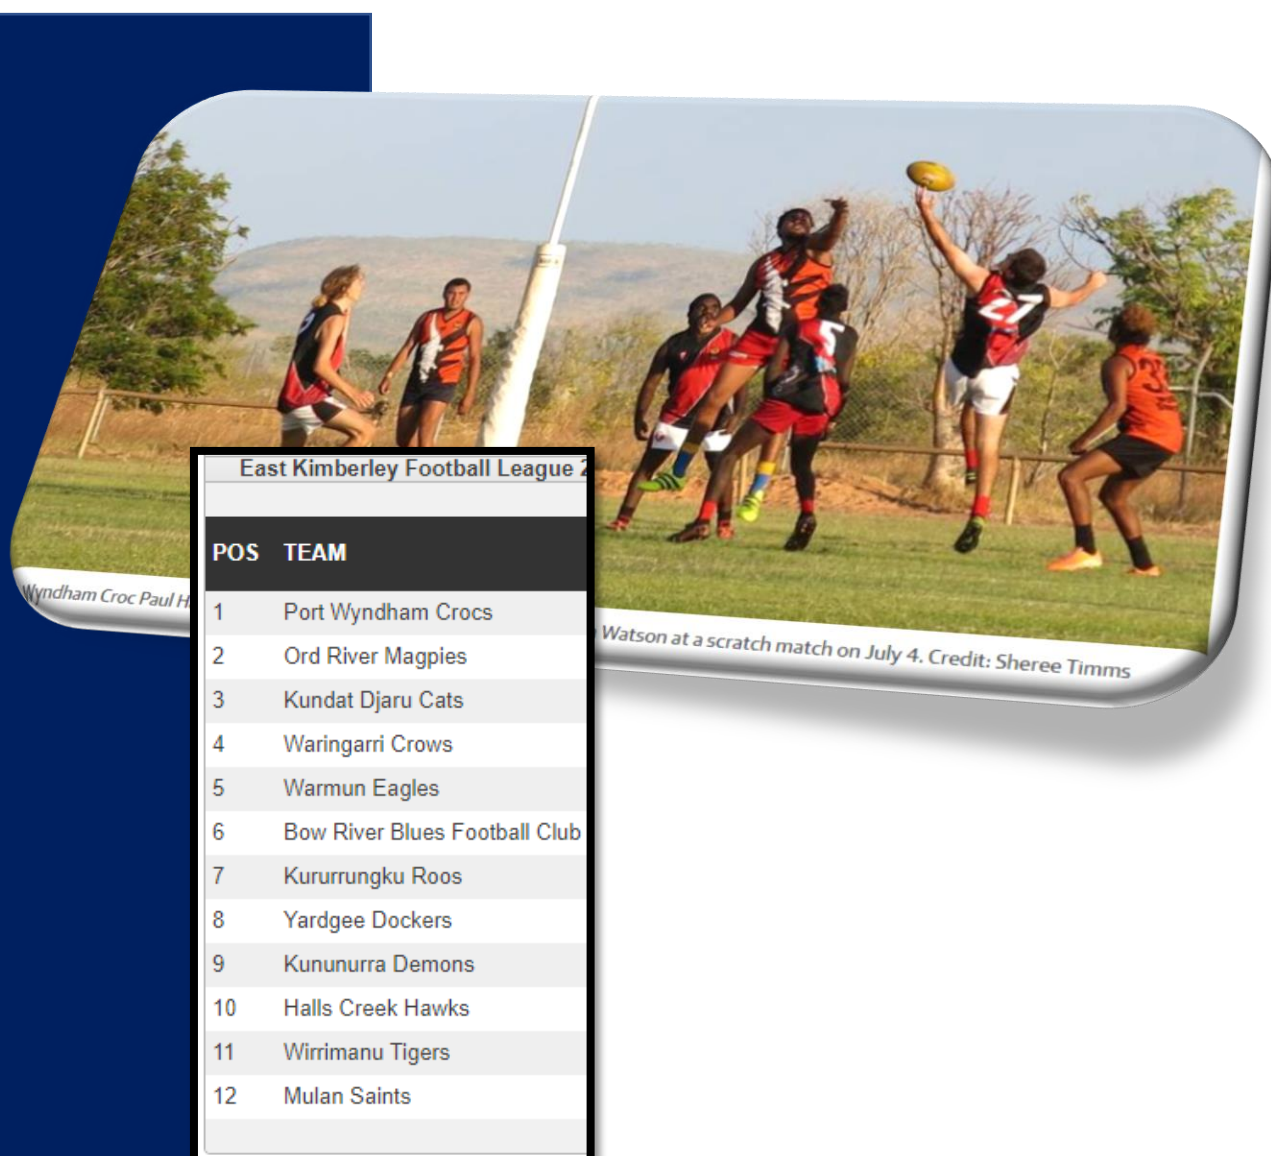 27
5
Wyndham Croc Paul
Watson at a scratch match on July 4. Credit: Sheree Timms
East Kimberley Football League
POS TEAM
1 Port Wyndham Crocs
2 Ord River Magpies
3 Kundat Djaru Cats
4 Waringarri Crows
5 Warmun Eagles
6 Bow River Blues Football Club
7 Kururrungku Roos
8 Yardgee Dockers
9 Kununurra Demons
10 Halls Creek Hawks
11 Wirrimanu Tigers
12 Mulan Saints